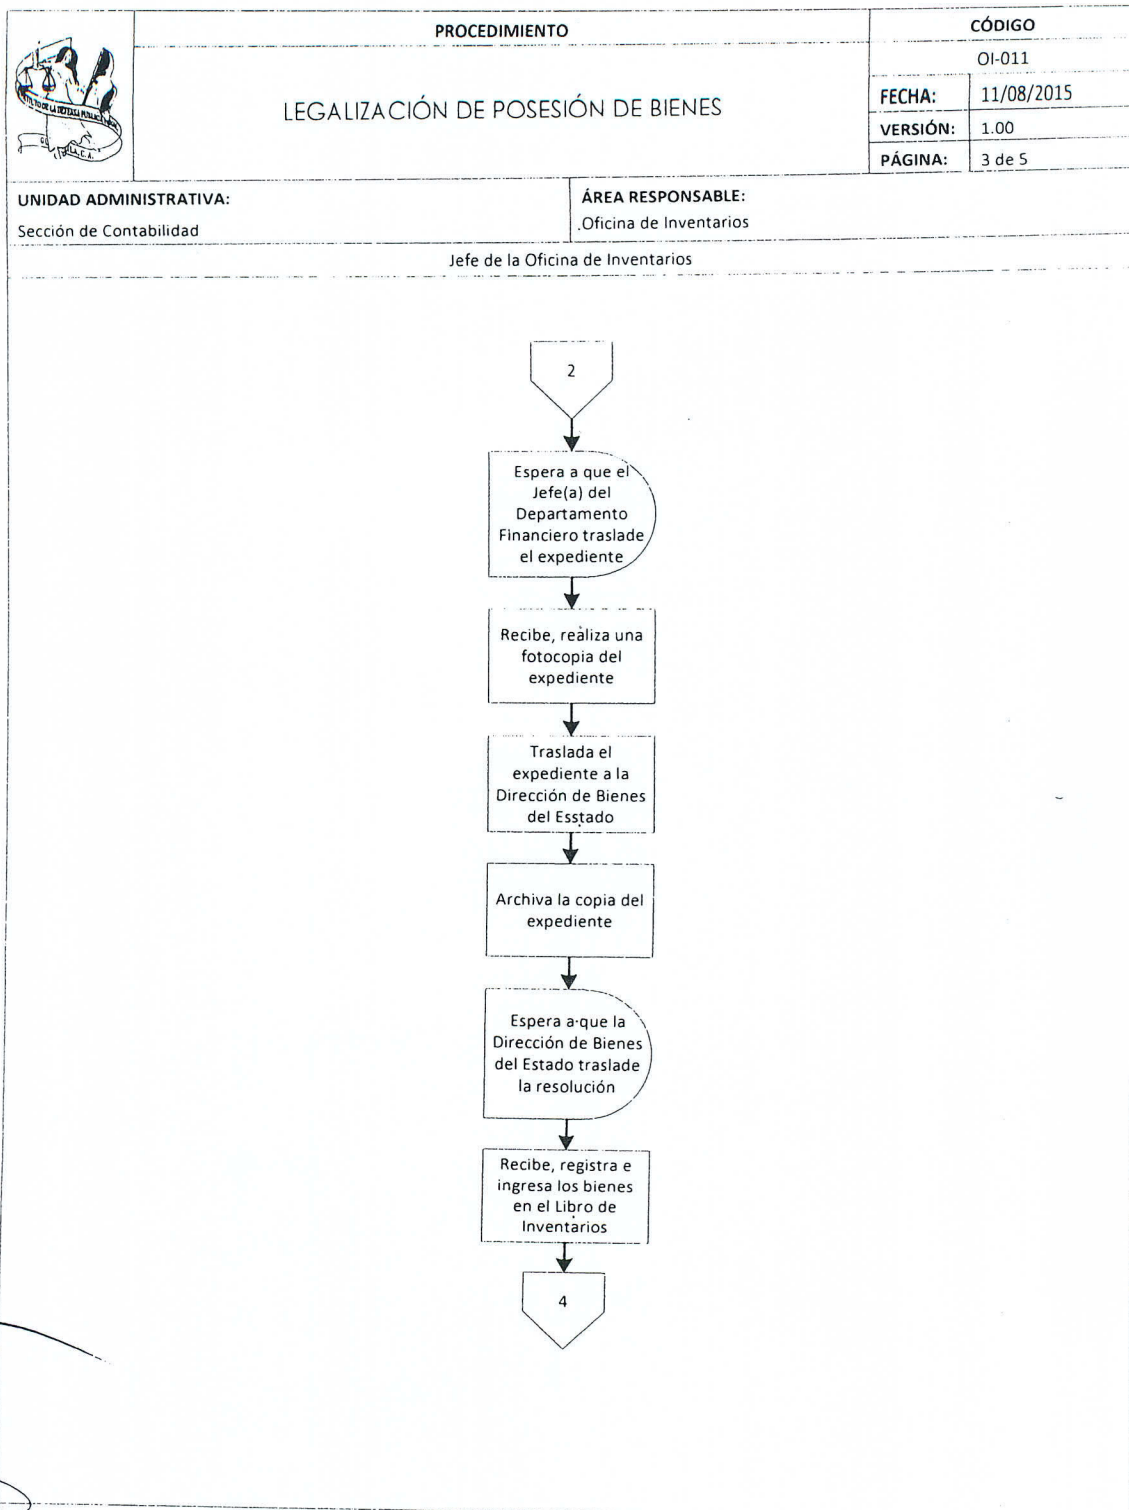 PROCEDIMIENTO
CÓDIGO
OI-011
LEGALIZACIÓN DE POSESIÓN DE BIENES
FECHA: 11/08/2015
VERSIÓN: 1.00
PÁGINA: 3 de 5
UNIDAD ADMINISTRATIVA:
Sección de Contabilidad
ÁREA RESPONSABLE:
.Oficina de Inventarios
Jefe de la Oficina de Inventarios
2
Espera a que el
Jefe(a) del
Departamento
Financiero traslade
el expediente
Recibe, realiza una
fotocopia del
expediente
Traslada el
expediente a la
Dirección de Bienes
del Esstado
Archiva la copia del
expediente
Espera a que la
Dirección de Bienes
del Estado traslade
la resolución
Recibe, registra e
ingresa los bienes
en el Libro de
Inventarios
4